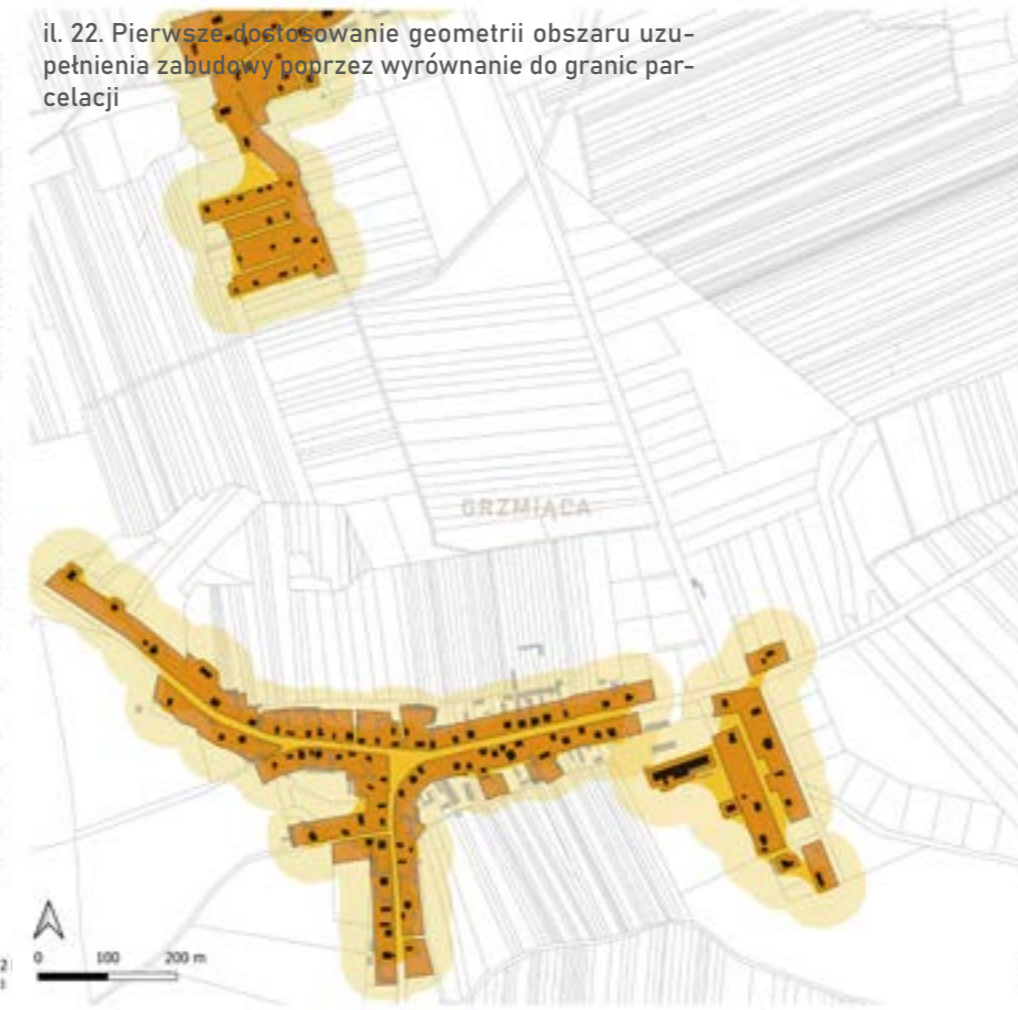 il. 22. Pierwsze dostosowanie geometrii obszaru uzu-
pełnienia zabudowy poprzez wyrównanie do granic par-
celacji
GRZMIĄCA
0 100 200 m